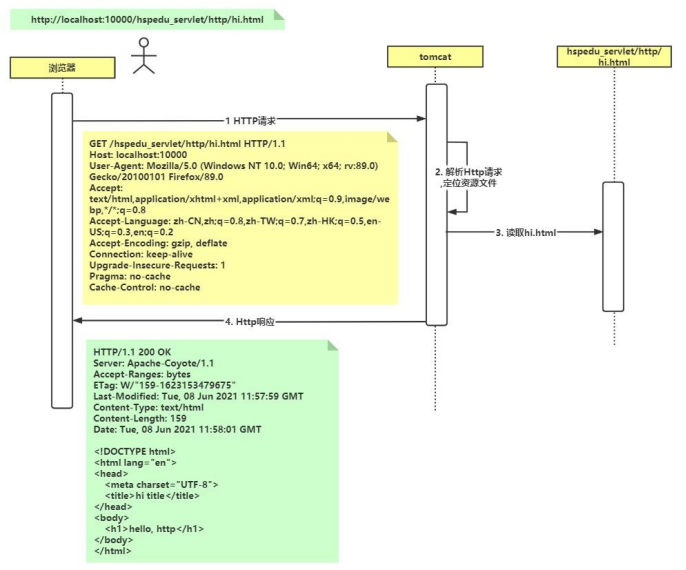 http://localhost:10000/hspedu_servlet/http/hi.html
浏览器
tomcat
hspedu_servlet/http/
hi.html
1 HTTP请求
GET /hspedu_servlet/http/hi.html HTTP/1.1
Host: localhost:10000
User-Agent: Mozilla/5.0 (Windows NT 10.0; Win64; x64; rv:89.0)
Gecko/20100101 Firefox/89.0
Accept:
text/html,application/xhtml+xml,application/xml;q=0.9,image/we
bp,*/*;q=0.8
Accept-Language: zh-CN,zh;q=0.8,zh-TW;q=0.7,zh-HK;q=0.5,en-
US;q=0.3,en;q=0.2
Accept-Encoding: gzip, deflate
Connection: keep-alive
Upgrade-Insecure-Requests: 1
Pragma: no-cache
Cache-Control: no-cache
2. 解析Http请求
,定位资源文件
3. 读取hi.html
4. Http响应
HTTP/1.1 200 OK
Server: Apache-Coyote/1.1
Accept-Ranges: bytes
ETag: W/"159-1623153479675"
Last-Modified: Tue, 08 Jun 2021 11:57:59 GMT
Content-Type: text/html
Content-Length: 159
Date: Tue, 08 Jun 2021 11:58:01 GMT
<!DOCTYPE html>
<html lang="en">
<head>
<meta charset="UTF-8">
<title>hi title</title>
</head>
<body>
<h1>hello, http</h1>
</body>
</html>